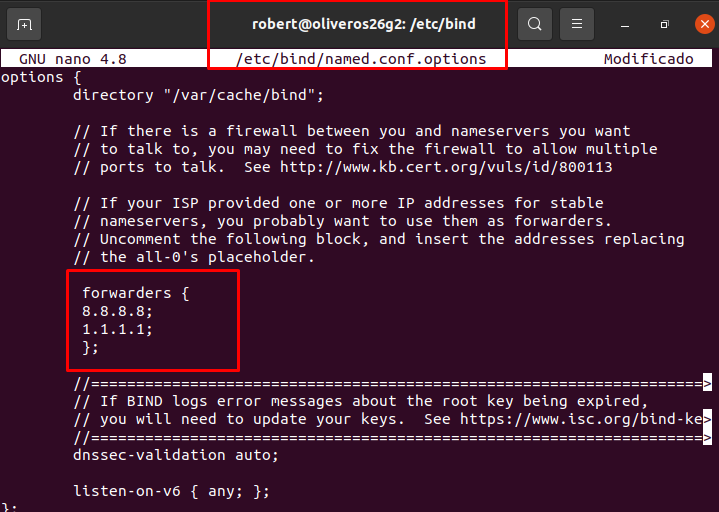 robert@oliveros26g2: /etc/bind
GNU nano 4.8 /etc/bind/named.conf.options Modificado
options {
directory "/var/cache/bind";
// If there is a firewall between you and nameservers you want
// to talk to, you may need to fix the firewall to allow multiple
// ports to talk.  See http://www.kb.cert.org/vuls/id/800113
// If your ISP provided one or more IP addresses for stable
// nameservers, you probably want to use them as forwarders.
// Uncomment the following block, and insert the addresses replacing
// the all-0's placeholder.
forwarders {
8.8.8.8;
1.1.1.1;
};
//====================================================================>
// If BIND logs error messages about the root key being expired,
// you will need to update your keys.  See https://www.isc.org/bind-ke>
//====================================================================>
dnssec-validation auto;
listen-on-v6 { any; };
};